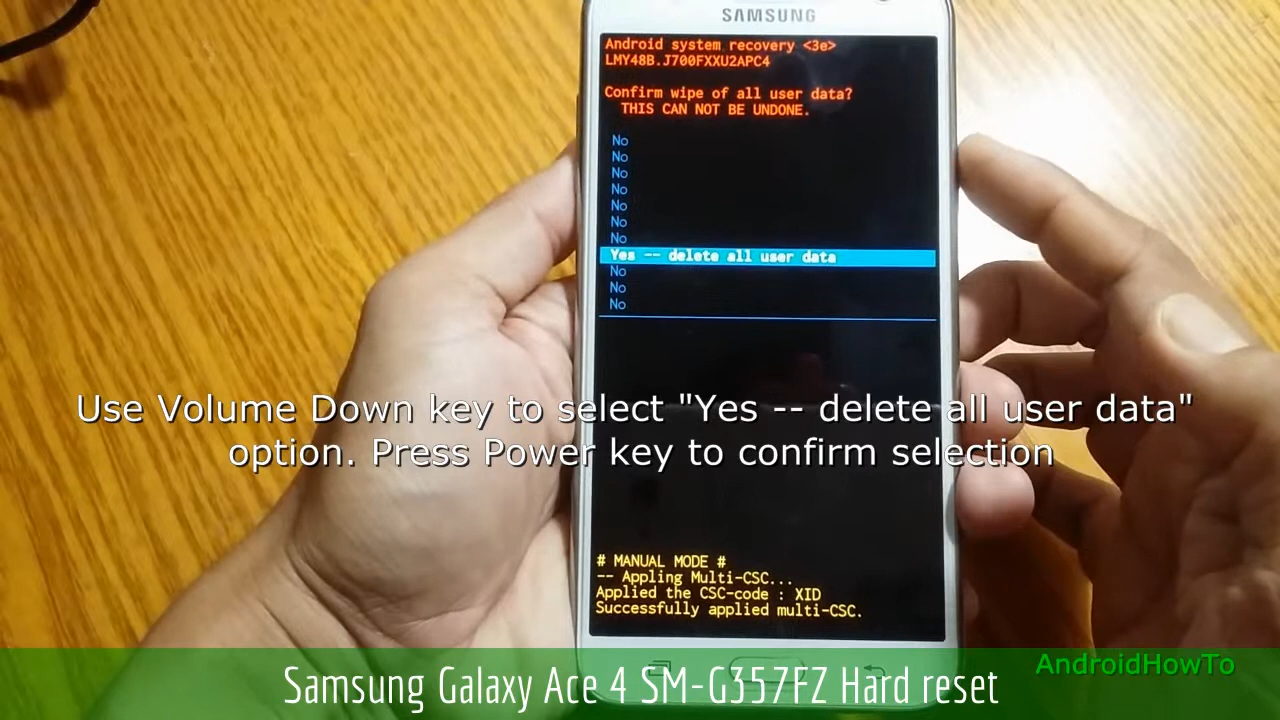 SAMSUNG
Android system recovery <3e>
LMY48B.J700FXXU2APC4
Confirm wipe of all user data?
THIS CAN NOT BE UNDONE.
No
No
No
No
No
No
No
Yes -- delete all user data
No
No
No
Use Volume Down key to select "Yes -- delete all user data"
option. Press Power key to confirm selection
# MANUAL MODE #
-- Appling Multi-CSC...
Applied the CSC-code : XID
Successfully applied multi-CSC.
AndroidHowTo
Samsung Galaxy Ace 4 SM-G357FZ Hard reset